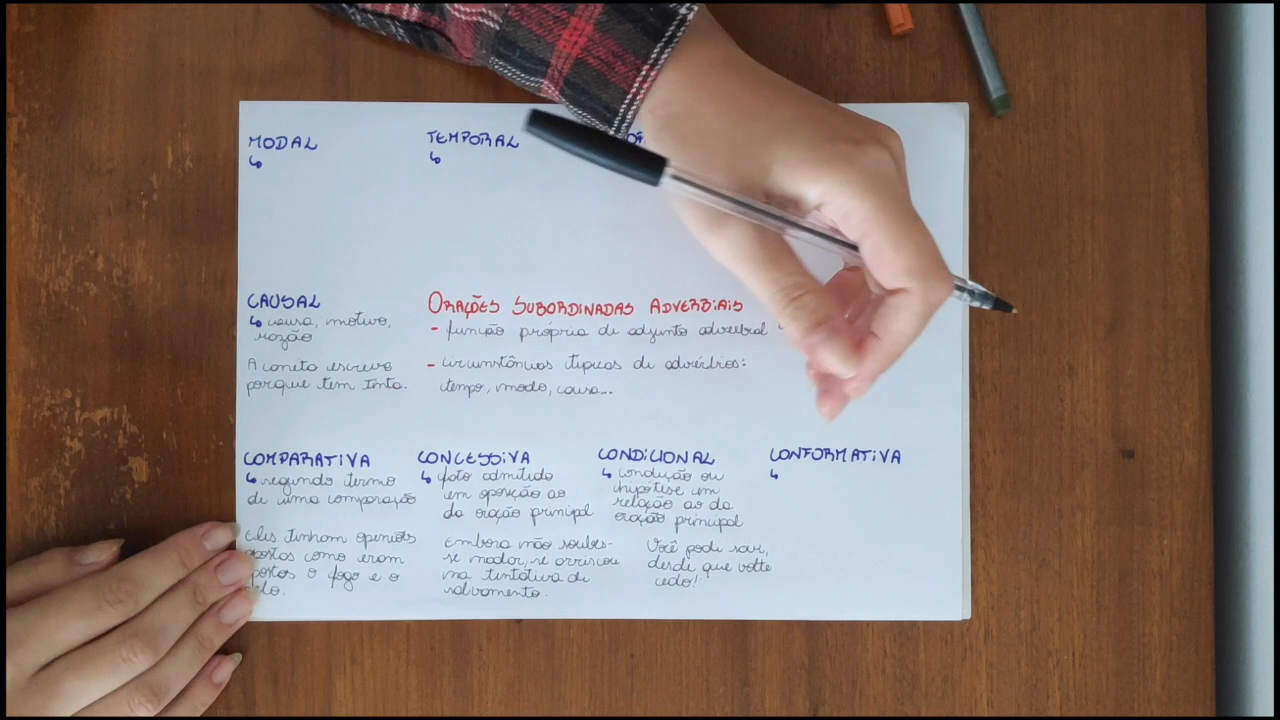 MODAL
TEMPORAL
CAUSAL
causa, motivo,
razão
A caneta escreve
porque tem tinta.
ORAÇÕES SUBORDINADAS ADVERBIAIS
- função própria de adjunto adverbial
- circunstâncias típicas de advérbios:
tempo, modo, causa...
COMPARATIVA
segundo termo
de uma comparação
Eles tinham opiniões
opostas como eram
opostos o fogo e o
CONCESSIVA
fato admitido
em oposição ao
da oração principal
Embora não soubes-
se nadar, se arriscou
na tentativa de
salvamento.
CONDICIONAL
condição ou
hipótese em
relação ao da
oração principal
Você pode sair,
desde que volte
cedo!
CONFORMATIVA